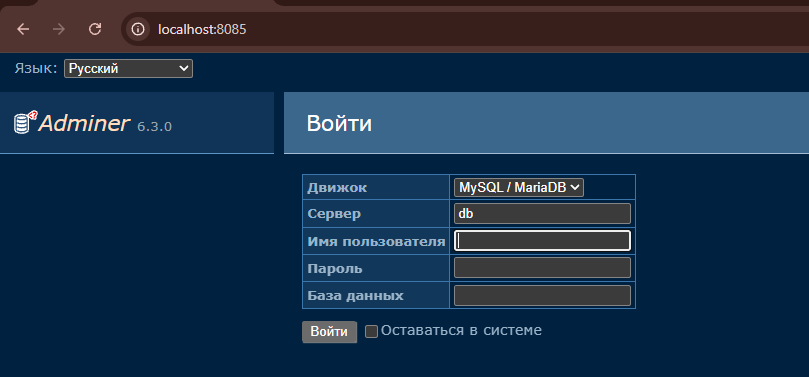 localhost:8085
Язык: Русский
Adminer 6.3.0
Войти
Движок MySQL / MariaDB
Сервер db
Имя пользователя
Пароль
База данных
Войти Оставаться в системе